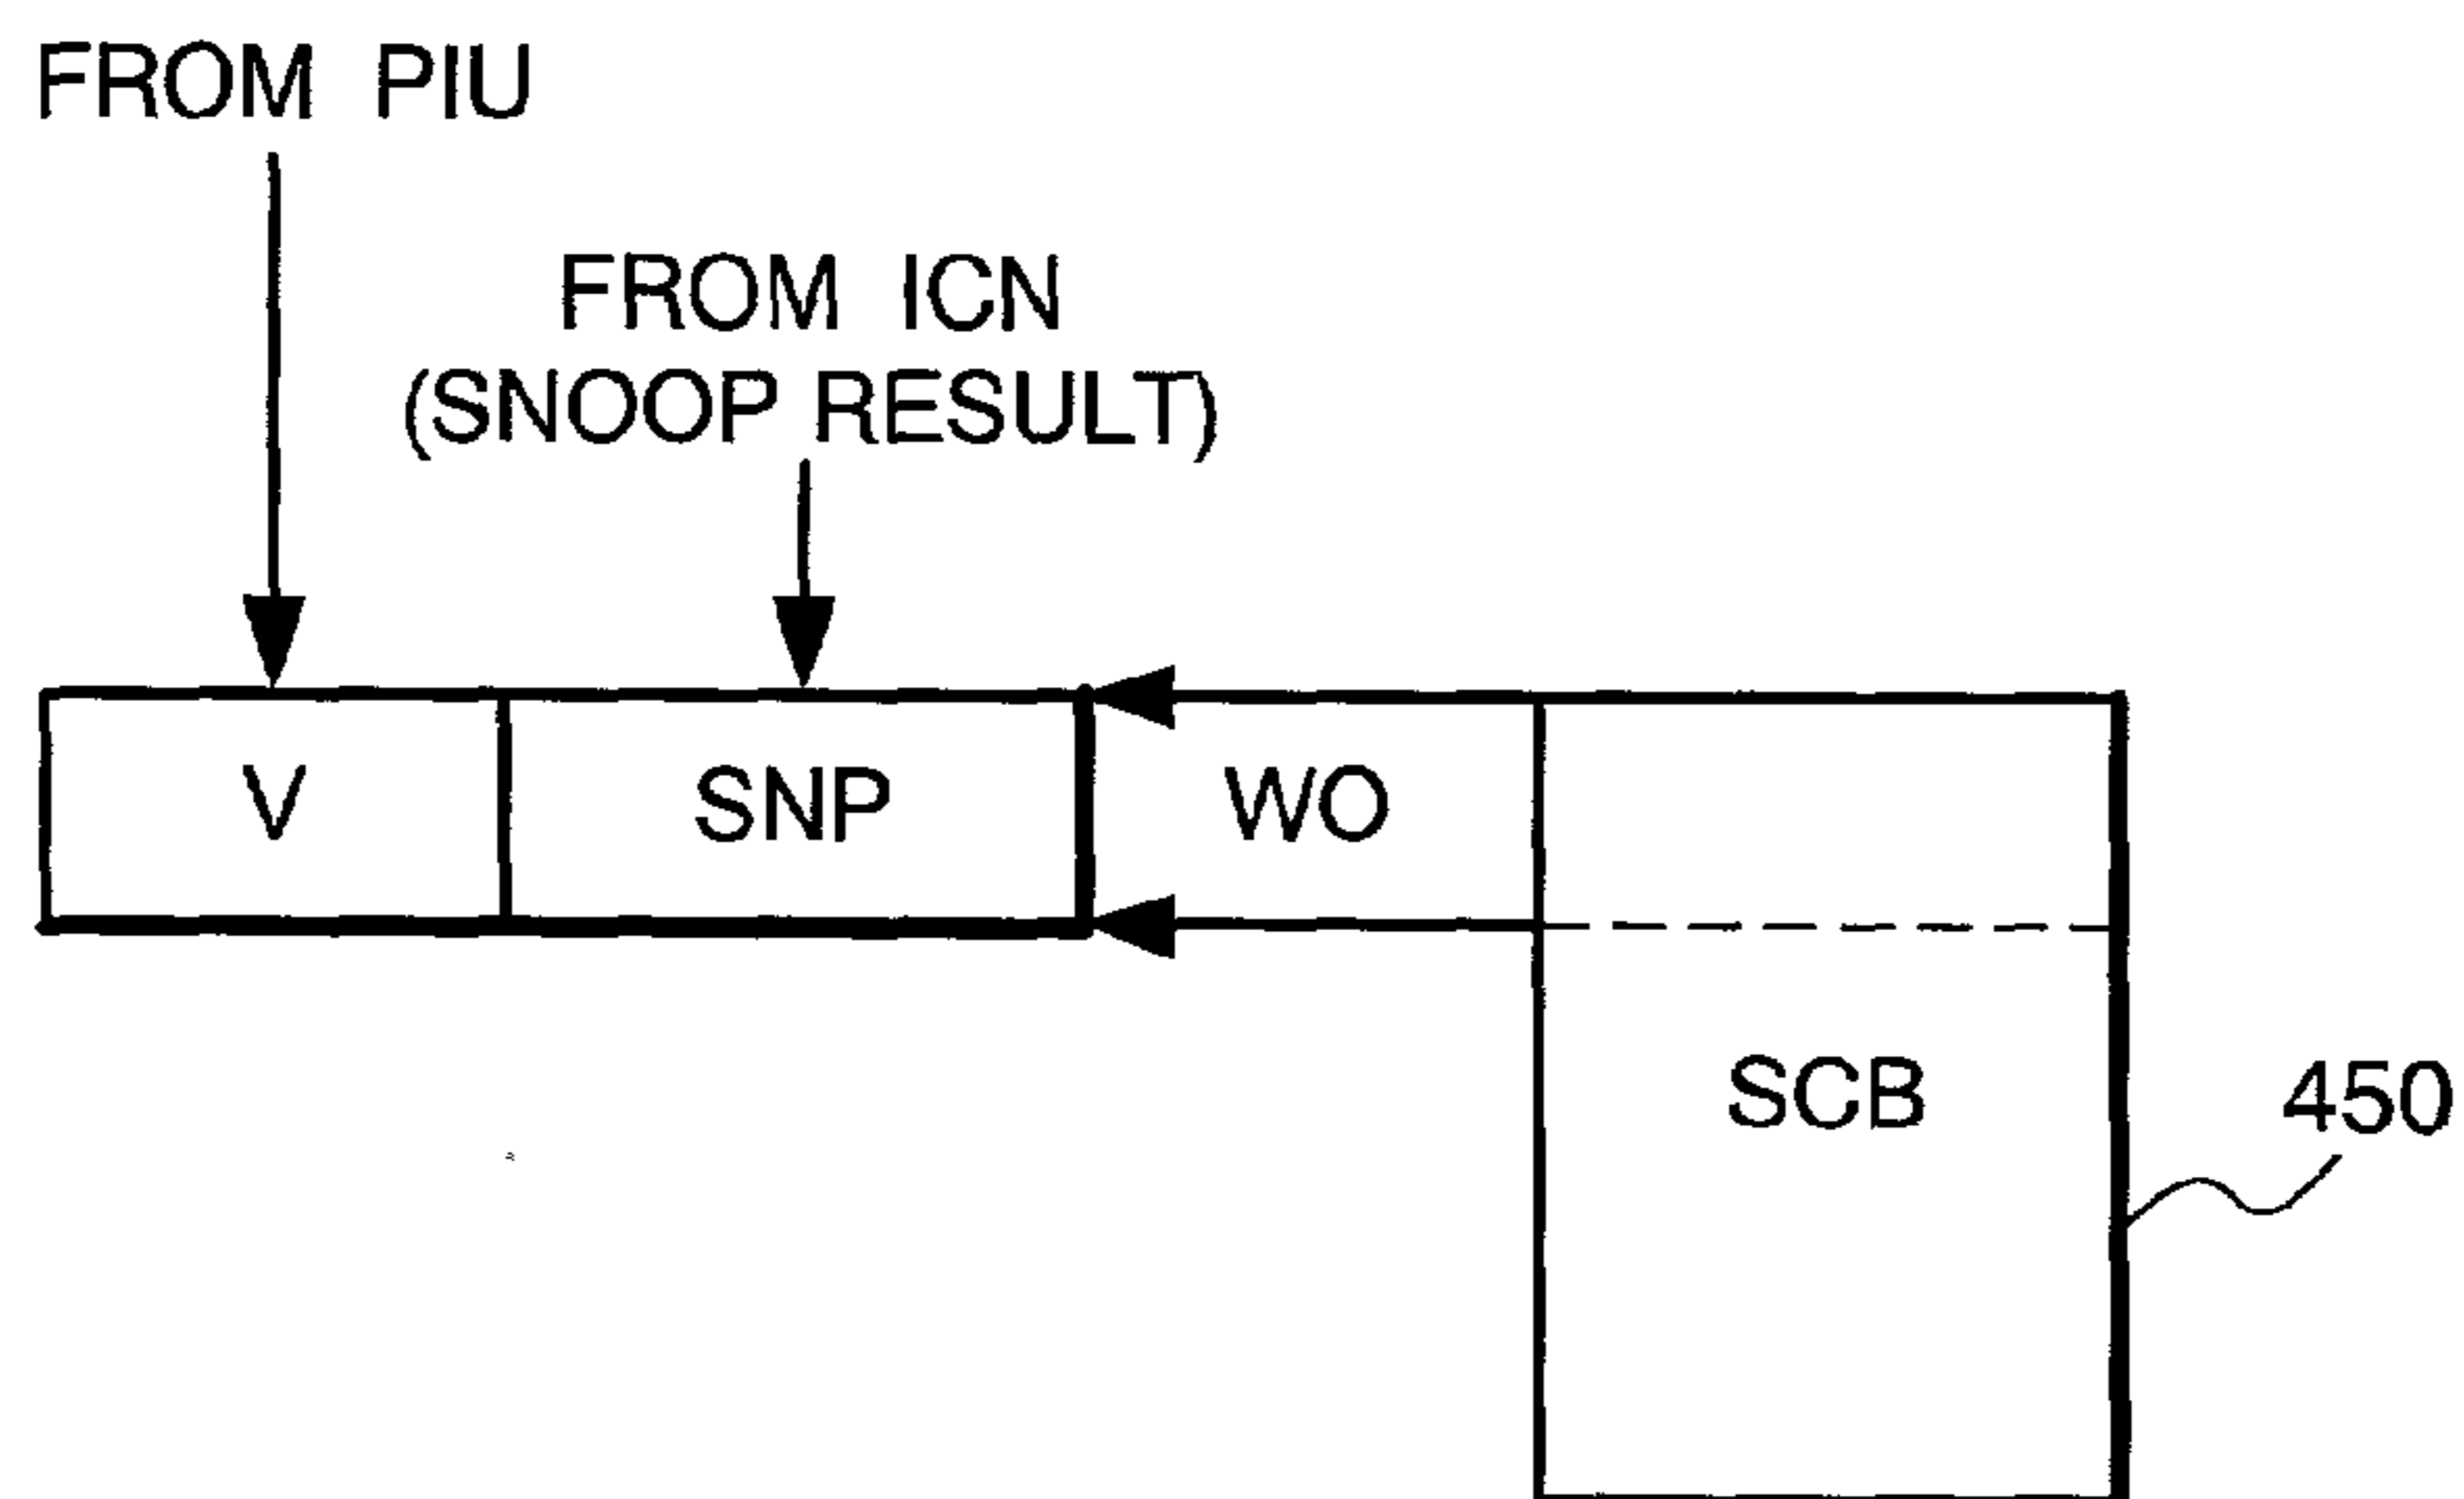 FROM PIU
FROM ICN
(SNOOP RESULT)
V
SNP
WO
SCB
450